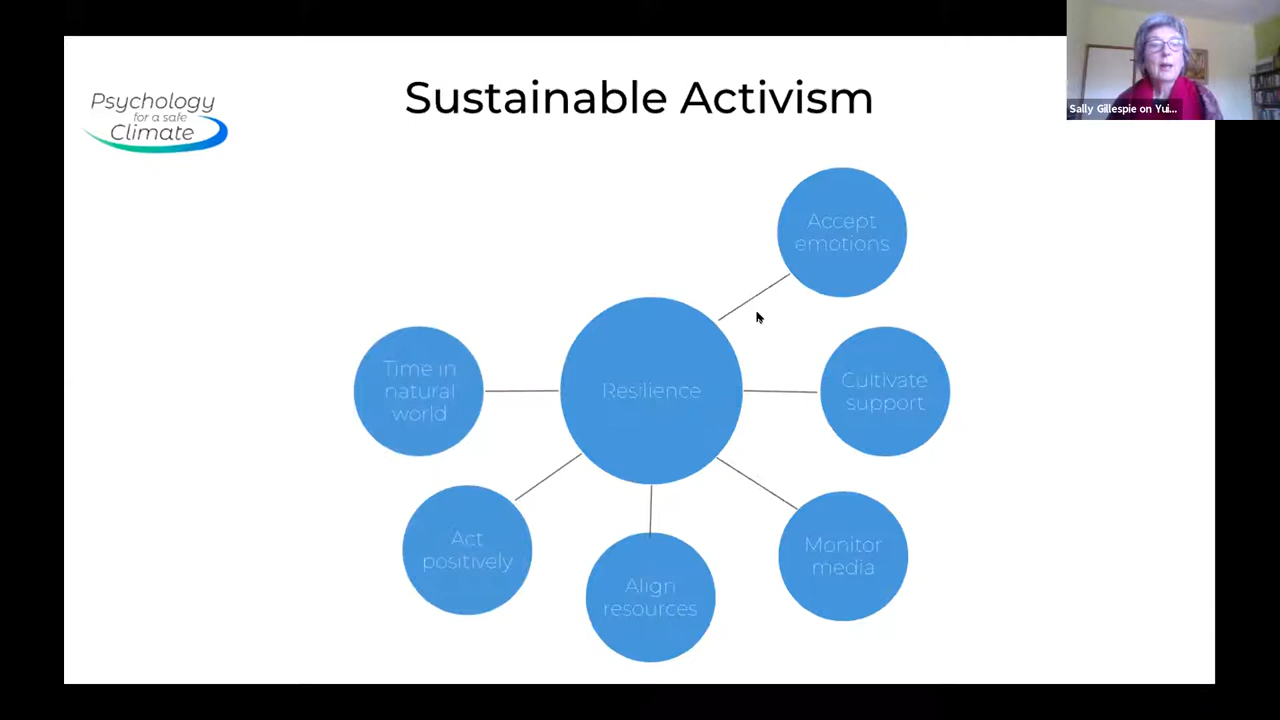 Psychology
for a safe
Climate
Sustainable Activism
Sally Gillespie on Yui...
Accept
emotions
Time in
natural
world
Resilience
Cultivate
support
Act
positively
Align
resources
Monitor
media